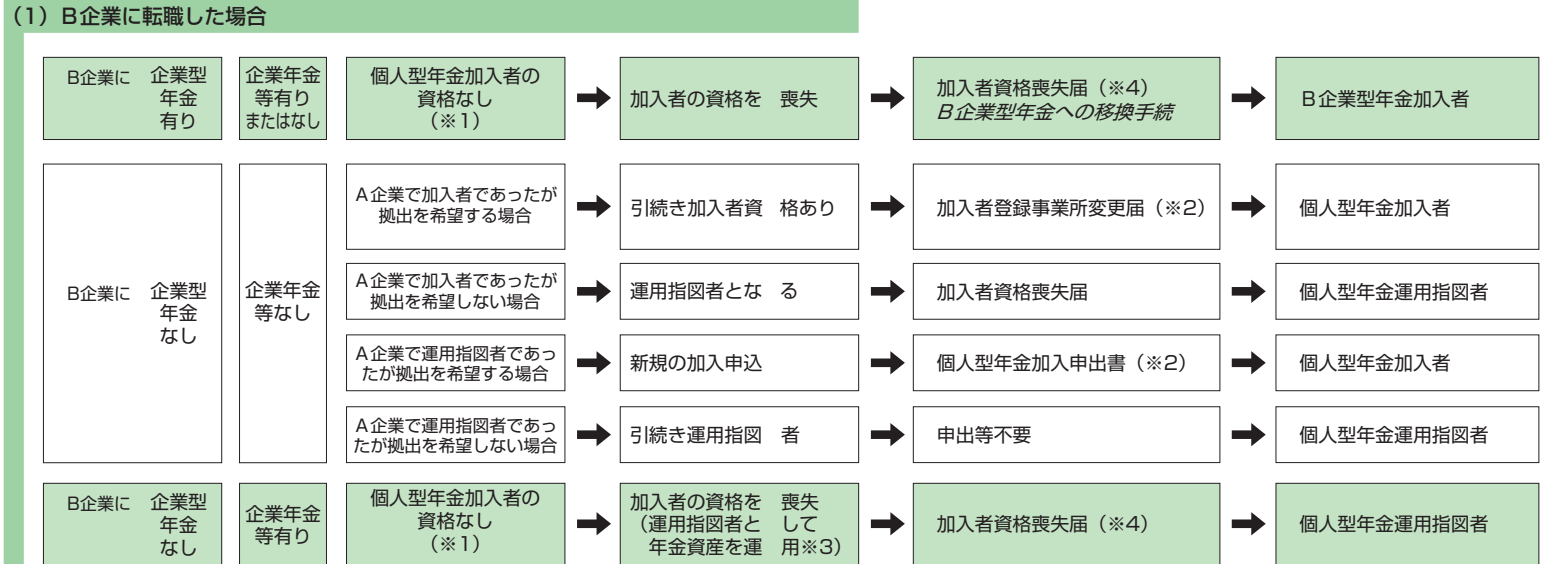 （1）B企業に転職した場合
B企業に 企業型
年金
有り
企業年金
等有り
またはなし
個人型年金加入者の
資格なし
（※1）
加入者の資格を 喪失
加入者資格喪失届（※4）
B企業型年金への移換手続
B企業型年金加入者
B企業に 企業型
年金
なし
企業年金
等なし
A企業で加入者であったが
拠出を希望する場合
引続き加入者資 格あり
加入者登録事業所変更届（※2）
個人型年金加入者
A企業で加入者であったが
拠出を希望しない場合
運用指図者とな る
加入者資格喪失届
個人型年金運用指図者
A企業で運用指図者であっ
たが拠出を希望する場合
新規の加入申込
個人型年金加入申出書（※2）
個人型年金加入者
A企業で運用指図者であっ
たが拠出を希望しない場合
引続き運用指図 者
申出等不要
個人型年金運用指図者
B企業に 企業型
年金
なし
企業年金
等有り
個人型年金加入者の
資格なし
（※1）
加入者の資格を 喪失
（運用指図者と して
年金資産を運 用※3）
加入者資格喪失届（※4）
個人型年金運用指図者